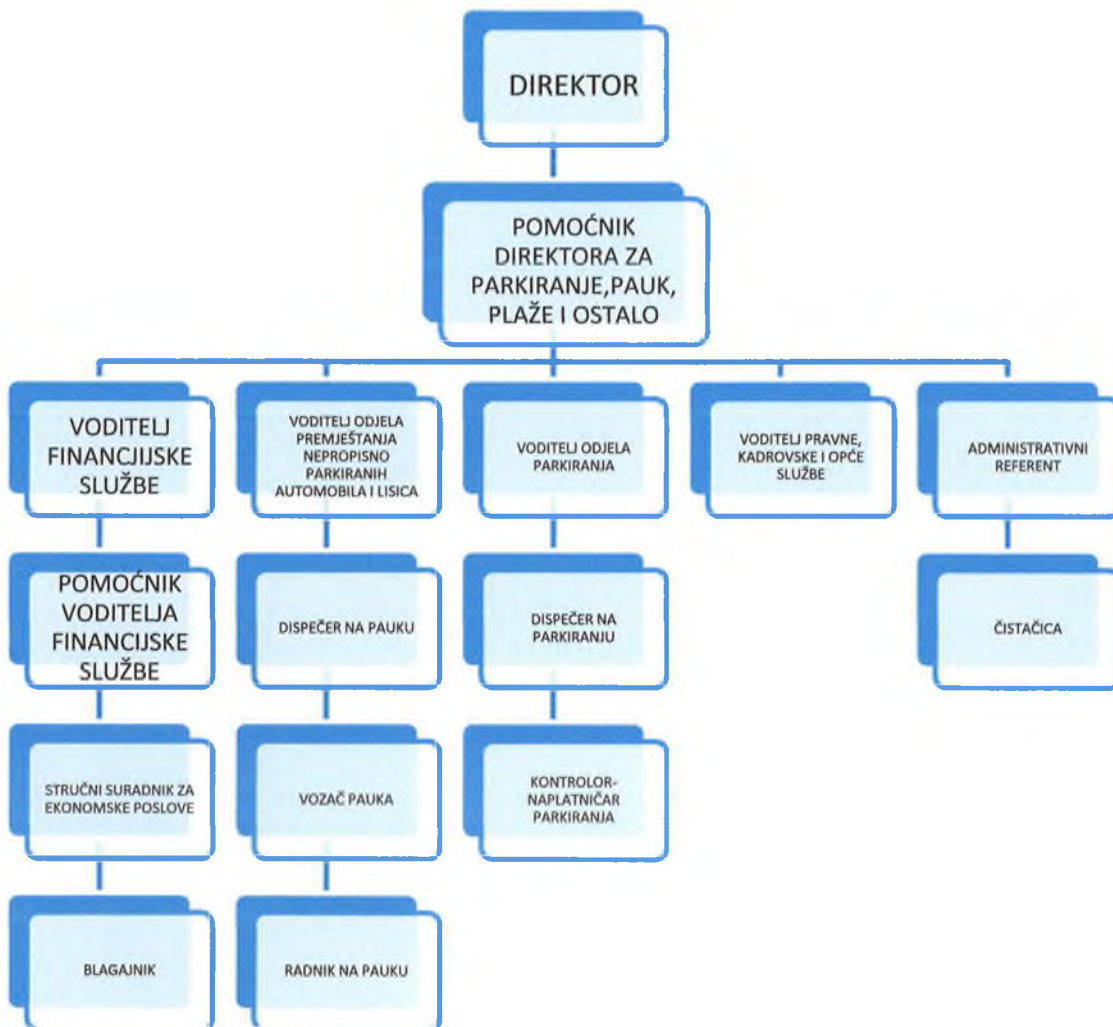 DIREKTOR
POMOĆNIK
DIREKTORA ZA
PARKIRANJE,PAUK,
PLAŽE I OSTALO
VODITELJ
FINANCIJSKE
SLUŽBE
VODITELJ ODJELA
PREMJEŠTANJA
NEPROPISNO
PARKIRANIH
AUTOMOBILA I LISICA
VODITELJ ODJELA
PARKIRANJA
VODITELJ PRAVNE,
KADROVSKE I OPĆE
SLUŽBE
ADMINISTRATIVNI
REFERENT
POMOĆNIK
VODITELJA
FINANCIJSKE
SLUŽBE
DISPEČER NA PAUKU
DISPEČER NA
PARKIRANJU
ČISTAČICA
STRUČNI SURADNIK ZA
EKONOMSKE POSLOVE
VOZAČ PAUKA
KONTROLOR-
NAPLATNIČAR
PARKIRANJA
BLAGAJNIK
RADNIK NA PAUKU